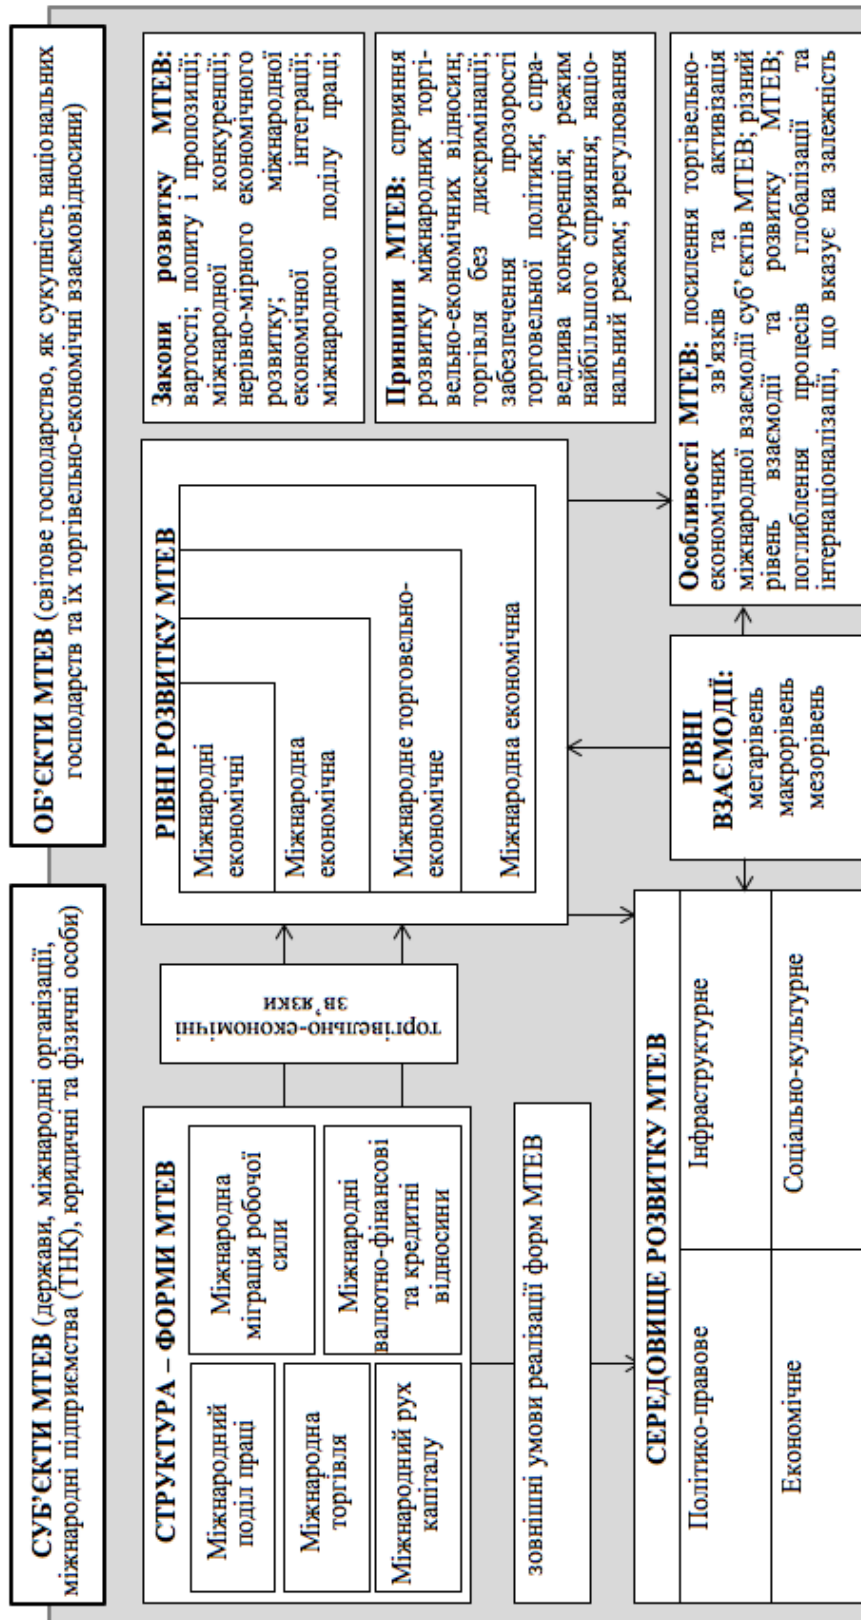 СУБ’ЄКТИ МТЕВ (держави, міжнародні організації,
міжнародні підприємства (ТНК), юридичні та фізичні особи)
ОБ’ЄКТИ МТЕВ (світове господарство, як сукупність національних
господарств та їх торгівельно-економічні взаємовідносини)
СТРУКТУРА – ФОРМИ МТЕВ
Міжнародний
поділ праці
Міжнародна
торгівля
Міжнародний рух
капіталу
Міжнародна
міграція робочої
сили
Міжнародні
валютно-фінансові
та кредитні
відносини
торгівельно-економічні
зв’язки
РІВНІ РОЗВИТКУ МТЕВ
Міжнародні
економічні
Міжнародна
економічна
Міжнародне торговельно-
економічне
Міжнародна економічна
Закони розвитку МТЕВ:
вартості; попиту і пропозиції;
міжнародної конкуренції;
нерівно-мірного економічного
розвитку; міжнародної
економічної інтеграції;
міжнародного поділу праці;
Принципи МТЕВ: сприяння
розвитку міжнародних торгі-
вельно-економічних відносин;
торгівля без дискримінації;
забезпечення прозорості
торговельної політики; спра-
ведлива конкуренція; режим
найбільшого сприяння; націо-
нальний режим; врегулювання
зовнішні умови реалізації форм МТЕВ
СЕРЕДОВИЩЕ РОЗВИТКУ МТЕВ
Політико-правове
Інфраструктурне
Економічне
Соціально-культурне
РІВНІ
ВЗАЄМОДІЇ:
мегарівень
макрорівень
мезорівень
Особливості МТЕВ: посилення торгівельно-
економічних зв'язків та активізація
міжнародної взаємодії суб’єктів МТЕВ; різний
рівень взаємодії та розвитку МТЕВ;
поглиблення процесів глобалізації та
інтернаціоналізації, що вказує на залежність